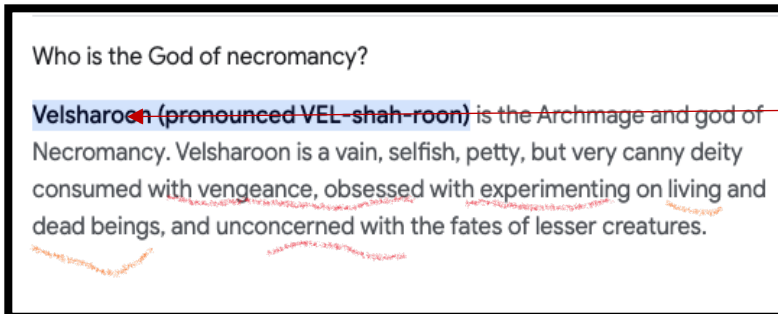 Who is the God of necromancy?
Velsharoon (pronounced VEL-shah-roon) is the Archmage and god of
Necromancy. Velsharoon is a vain, selfish, petty, but very canny deity
consumed with vengeance, obsessed with experimenting on living and
dead beings, and unconcerned with the fates of lesser creatures.